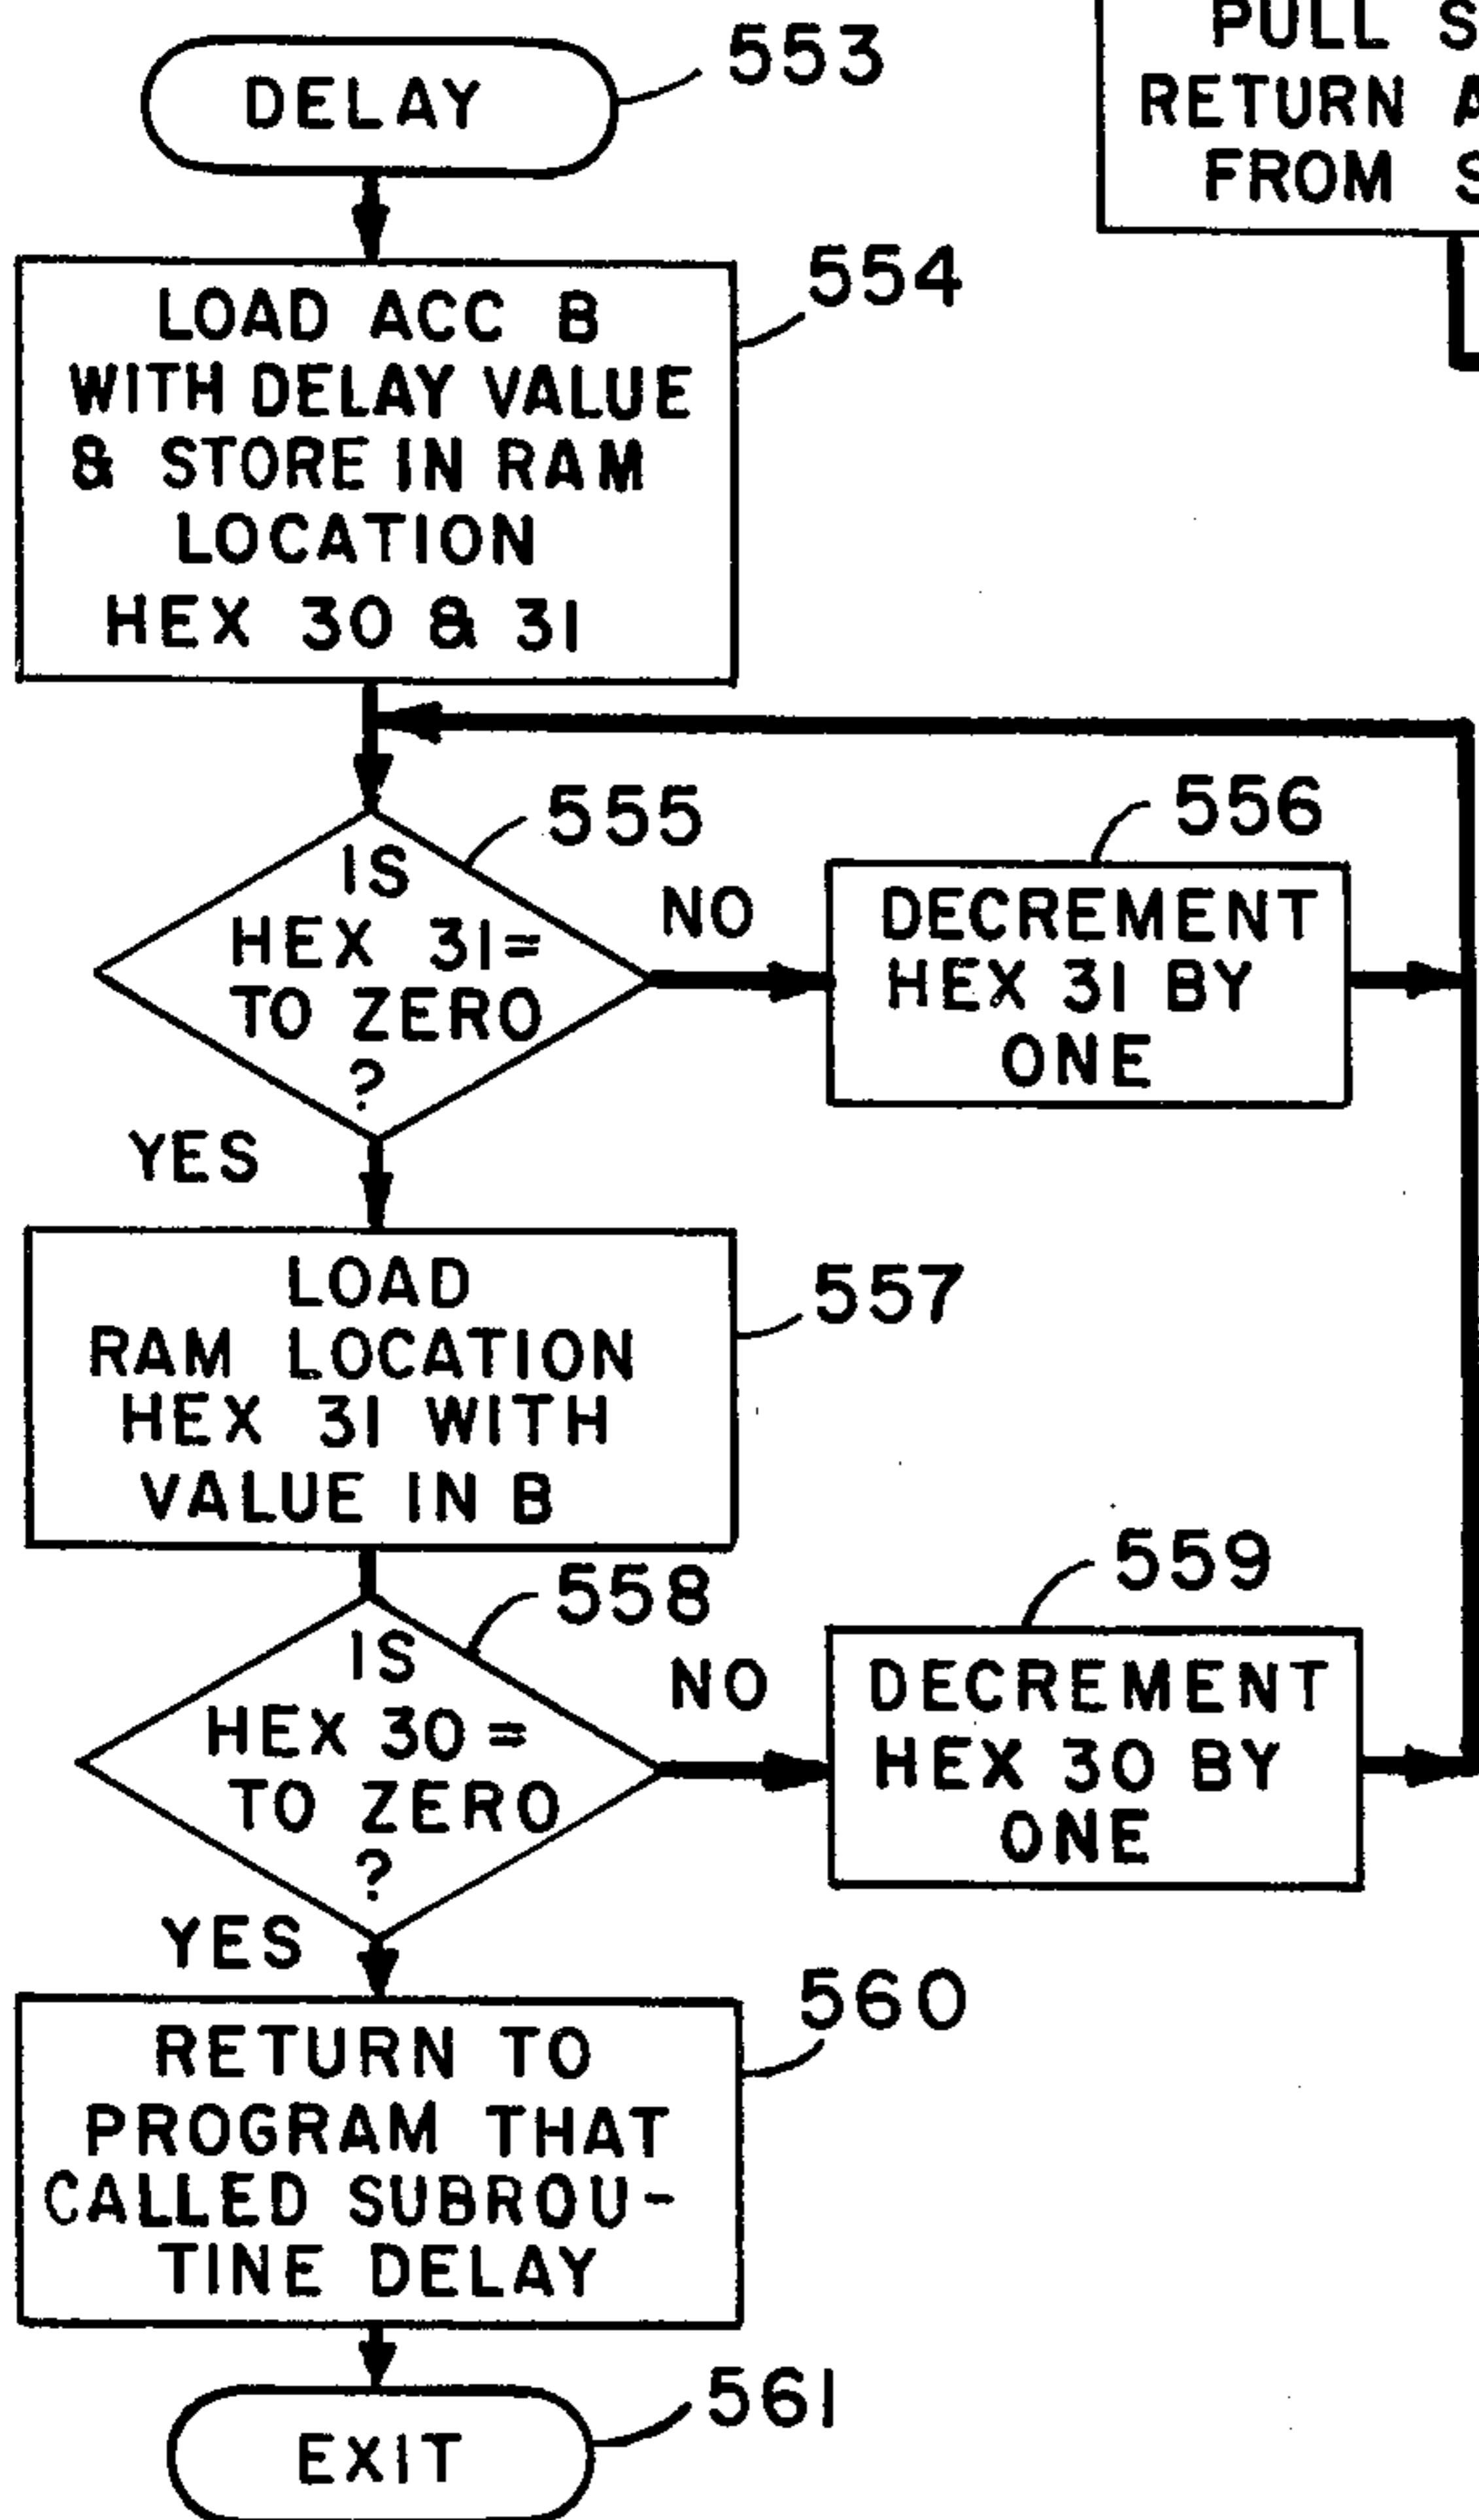 DELAY
553
PULL
RETURN
FROM
LOAD ACC B
WITH DELAY VALUE
& STORE IN RAM
LOCATION
HEX 30 & 31
554
IS
HEX 31=
TO ZERO
?
555
NO
YES
DECREMENT
HEX 31 BY
ONE
556
LOAD
RAM LOCATION
HEX 31 WITH
VALUE IN B
557
IS
HEX 30=
TO ZERO
?
558
NO
YES
DECREMENT
HEX 30 BY
ONE
559
RETURN TO
PROGRAM THAT
CALLED SUBROU-
TINE DELAY
560
EXIT
561